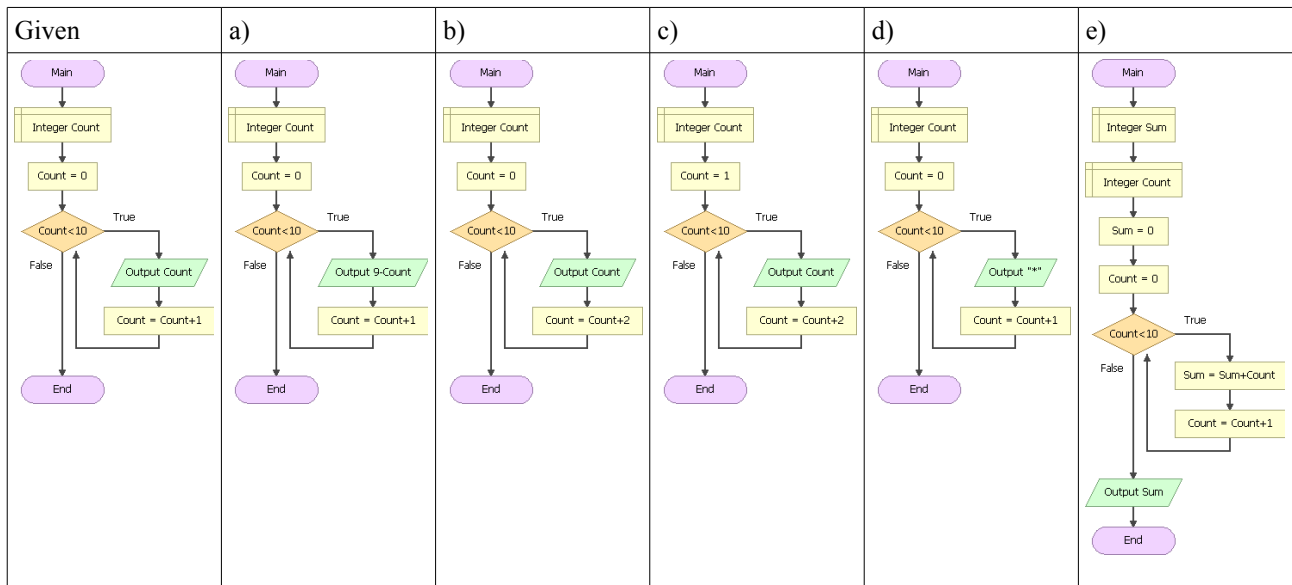 Given
Main
Integer Count
Count = 0
Count<10
True
False
Output Count
Count = Count+1
End
a)
Main
Integer Count
Count = 0
Count<10
True
False
Output 9-Count
Count = Count+1
End
b)
Main
Integer Count
Count = 0
Count<10
True
False
Output Count
Count = Count+2
End
c)
Main
Integer Count
Count = 1
Count<10
True
False
Output Count
Count = Count+2
End
d)
Main
Integer Count
Count = 0
Count<10
True
False
Output "*"
Count = Count+1
End
e)
Main
Integer Sum
Integer Count
Sum = 0
Count = 0
Count<10
True
False
Sum = Sum+Count
Count = Count+1
Output Sum
End